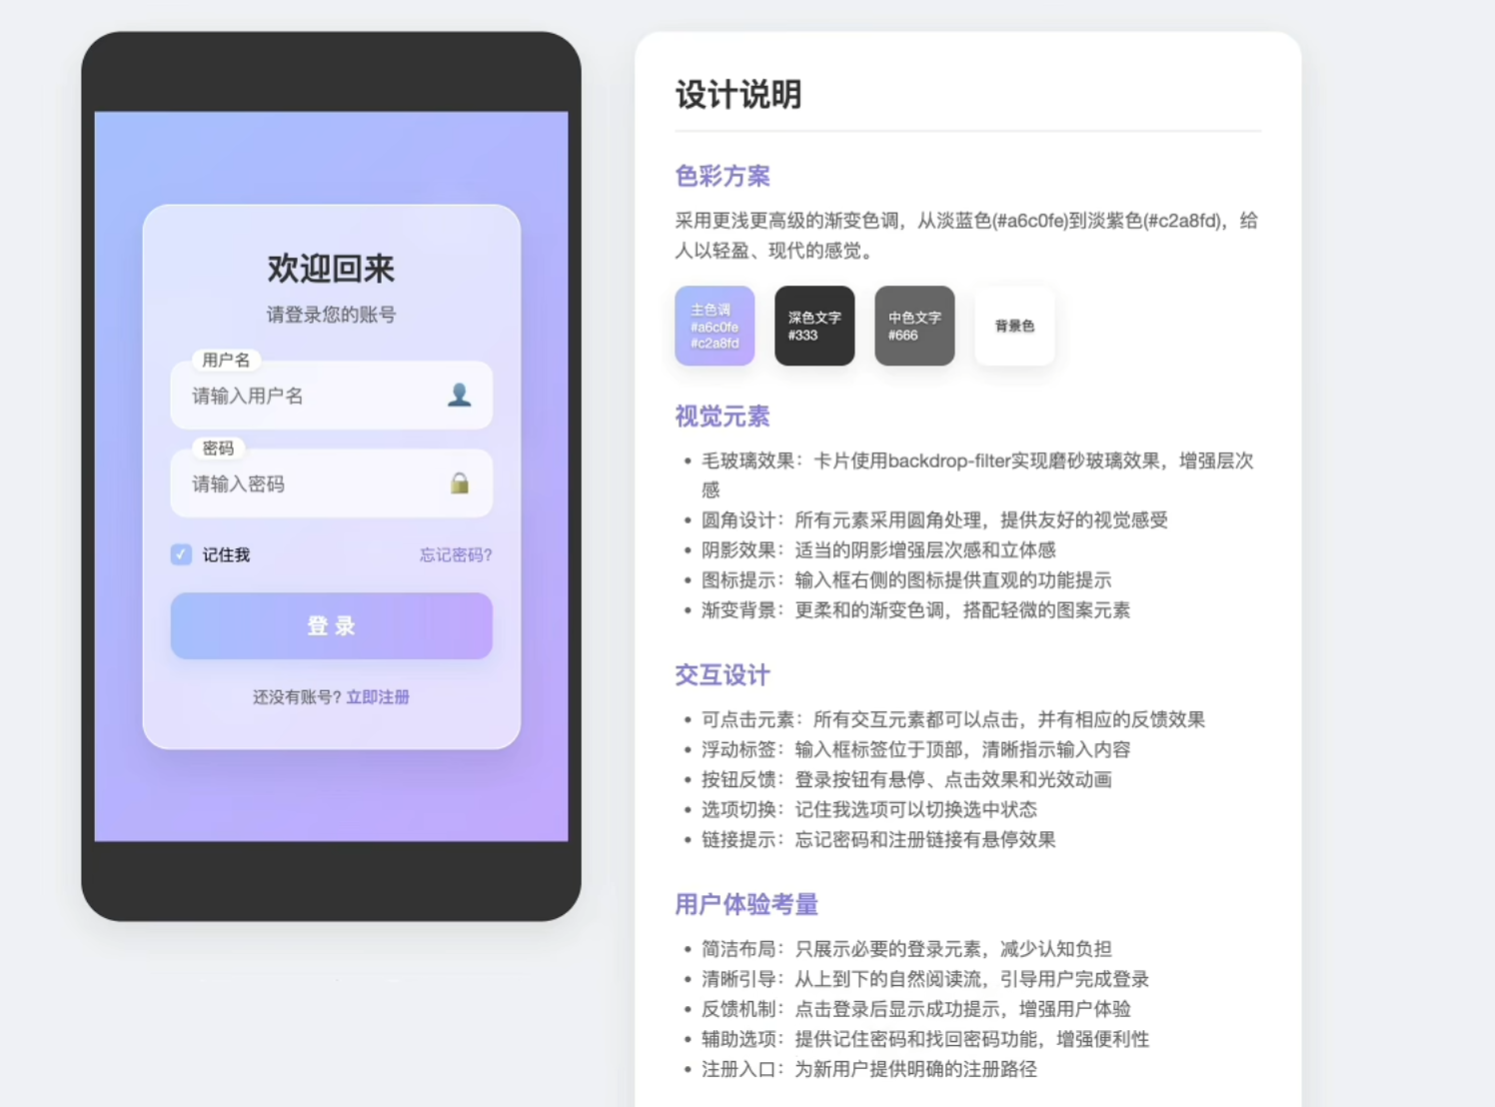 欢迎回来
请登录您的账号
用户名
请输入用户名
密码
请输入密码
记住我
忘记密码?
登 录
还没有账号? 立即注册
设计说明
色彩方案
采用更浅更高级的渐变色调，从淡蓝色(#a6c0fe)到淡紫色(#c2a8fd)，给
人以轻盈、现代的感觉。
主色调
#a6c0fe
#c2a8fd
深色文字
#333
中色文字
#666
背景色
视觉元素
• 毛玻璃效果：卡片使用backdrop-filter实现磨砂玻璃效果，增强层次
感
• 圆角设计：所有元素采用圆角处理，提供友好的视觉感受
• 阴影效果：适当的阴影增强层次感和立体感
• 图标提示：输入框右侧的图标提供直观的功能提示
• 渐变背景：更柔和的渐变色调，搭配轻微的图案元素
交互设计
• 可点击元素：所有交互元素都可以点击，并有相应的反馈效果
• 浮动标签：输入框标签位于顶部，清晰指示输入内容
• 按钮反馈：登录按钮有悬停、点击效果和光效动画
• 选项切换：记住我选项可以切换选中状态
• 链接提示：忘记密码和注册链接有悬停效果
用户体验考量
• 简洁布局：只展示必要的登录元素，减少认知负担
• 清晰引导：从上到下的自然阅读流，引导用户完成登录
• 反馈机制：点击登录后显示成功提示，增强用户体验
• 辅助选项：提供记住密码和找回密码功能，增强便利性
• 注册入口：为新用户提供明确的注册路径